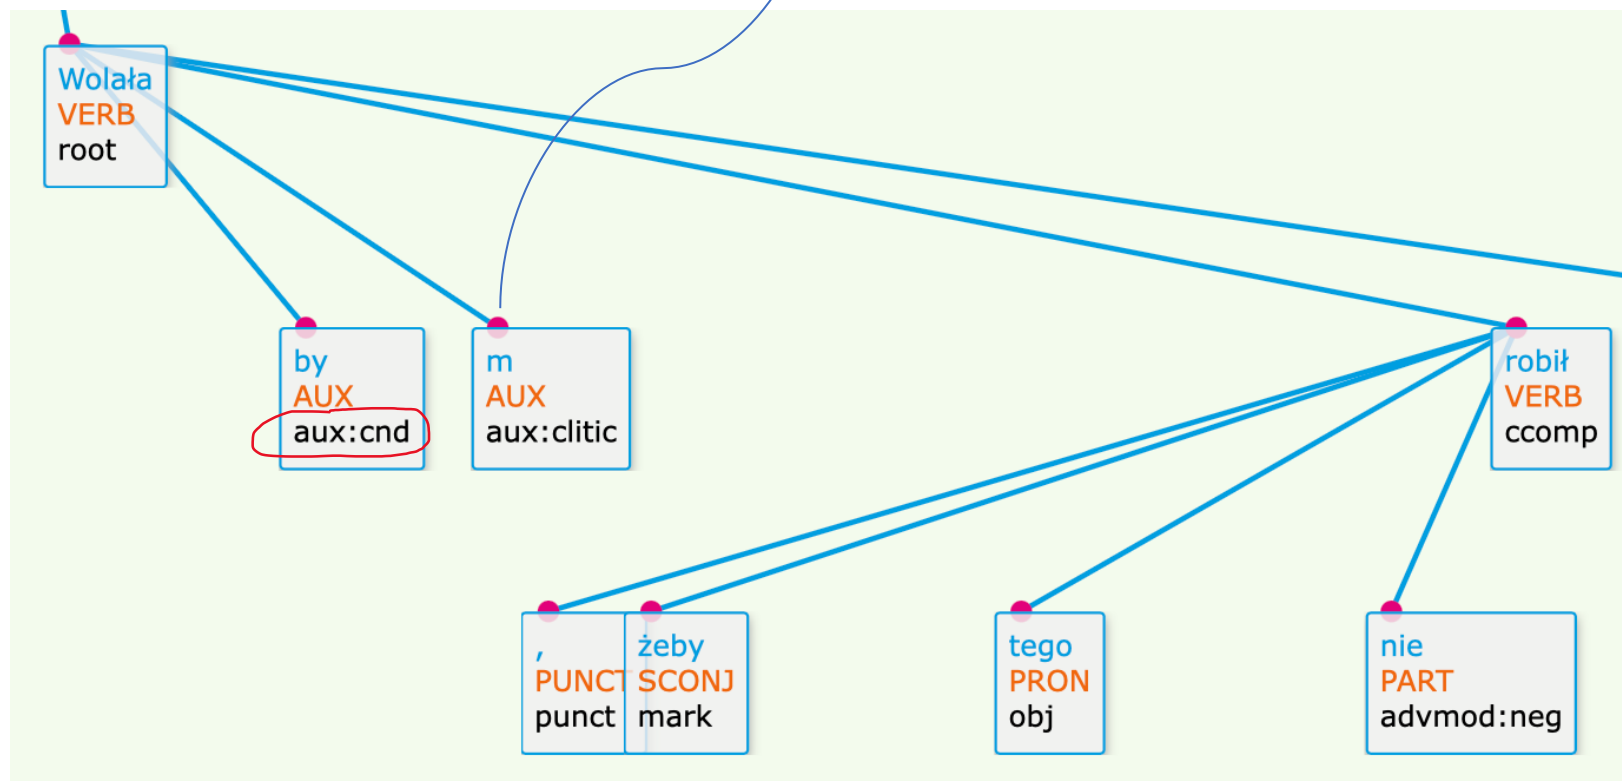 Wolała
VERB
root
by
AUX
aux:cnd
m
AUX
aux:clitic
robił
VERB
ccomp
,
PUNCT
punct
żeby
SCONJ
mark
tego
PRON
obj
nie
PART
advmod:neg